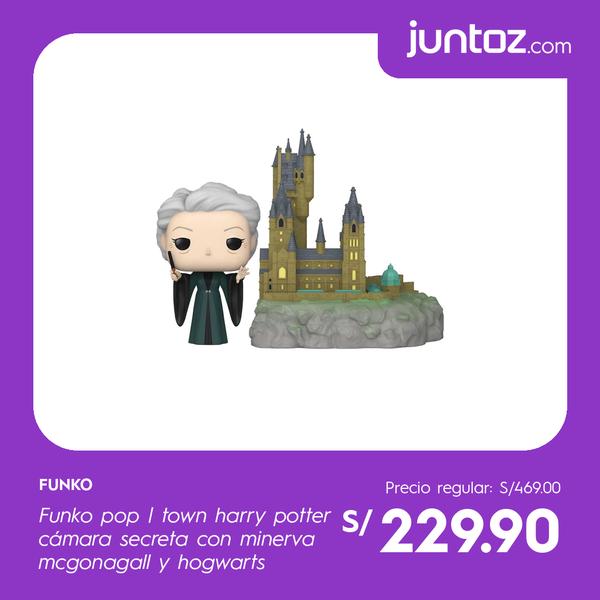 juntoz.com
FUNKO
Precio regular: S/469.00
Funko pop | town harry potter
cámara secreta con minerva
mcgonagall y hogwarts
S/229.90